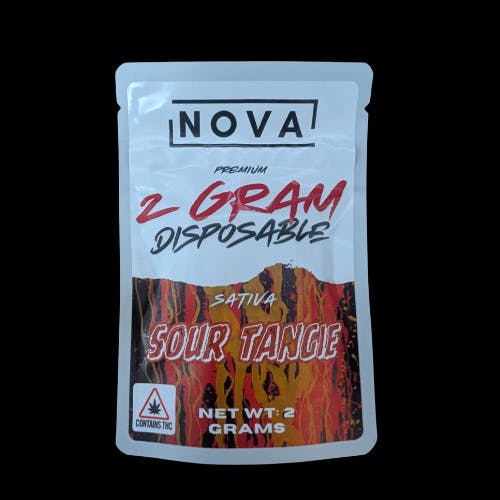 NOVA
PREMIUM
2 GRAM
DISPOSABLE
SATIVA
SOUR TANGIE
CONTAINS THC
NET WT: 2
GRAMS